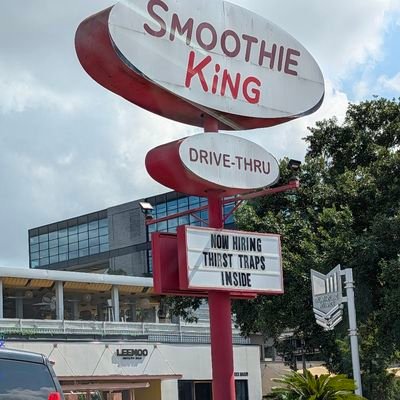 SMOOTHIE
KiNG
DRIVE-THRU
NOW HIRING
THIRST TRAPS
INSIDE
LEEMOO